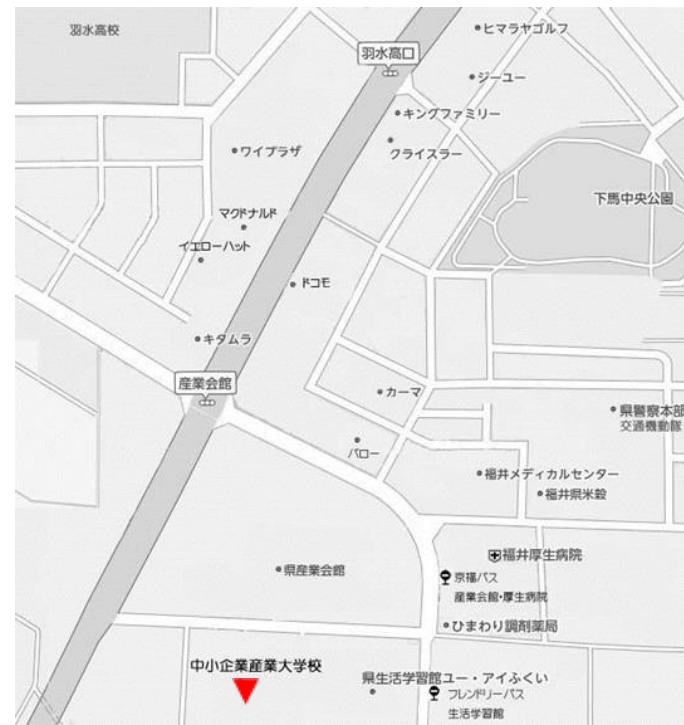 ヒマラヤゴルフ
羽水高校
羽水高口
ジーユー
キングファミリー
クライスラー
ワイプラザ
下馬中央公園
マクドナルド
イエローハット
ドコモ
キタムラ
産業会館
カーマ
県警察本部
交通機動隊
バロー
福井メディカルセンター
福井県米穀
福井厚生病院
県産業会館
京福バス
産業会館・厚生病院
ひまわり調剤薬局
中小企業産業大学校
県生活学習館ユー・アイふくい
フレンドリーバス
生活学習館